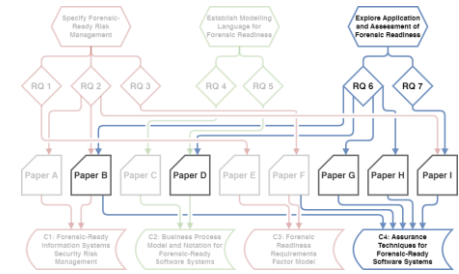 Specify Forensic-
Ready Risk
Management
Establish Modelling
Language for
Forensic Readiness
Explore Application
and Assessment of
Forensic Readiness
RQ 1
RQ 2
RQ 3
RQ 4
RQ 5
RQ 6
RQ 7
Paper A
Paper B
Paper C
Paper D
Paper E
Paper F
Paper G
Paper H
Paper I
C1: Forensic-Ready
Information Systems
Security Risk
Management
C2: Business Process
Model and Notation for
Forensic-Ready
Software Systems
C3: Forensic
Readiness
Requirements
Factor Model
C4: Assurance
Techniques for
Forensic-Ready
Software Systems